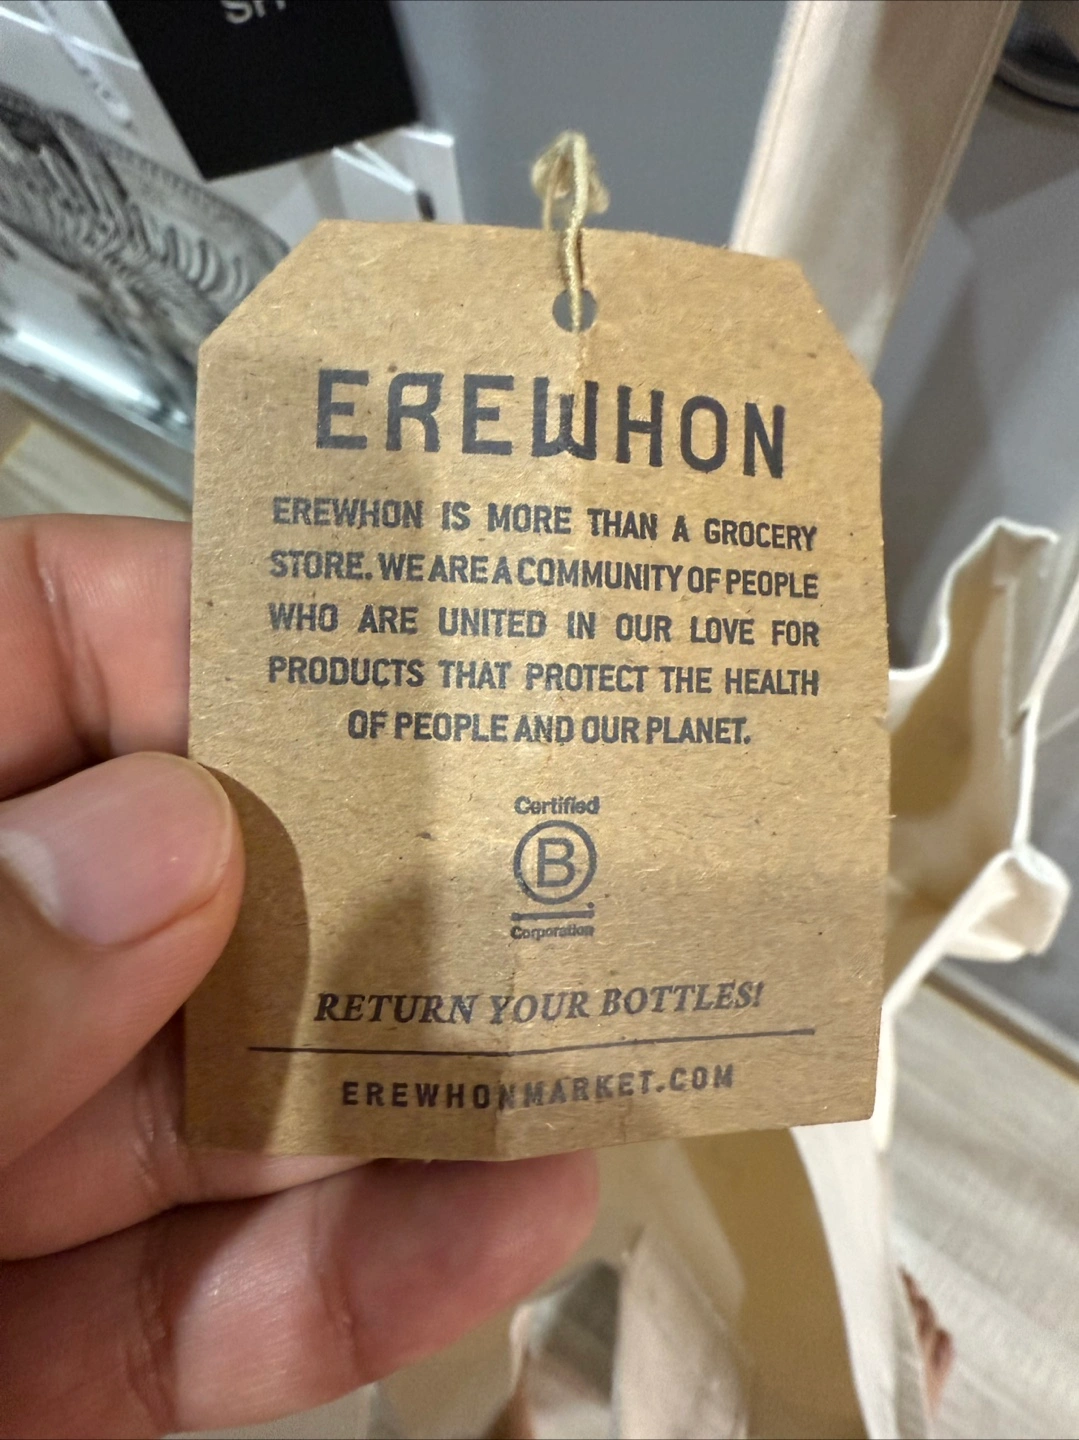 EREWHON
EREWHON IS MORE THAN A GROCERY
STORE. WE ARE A COMMUNITY OF PEOPLE
WHO ARE UNITED IN OUR LOVE FOR
PRODUCTS THAT PROTECT THE HEALTH
OF PEOPLE AND OUR PLANET.
Certified
B
Corporation
RETURN YOUR BOTTLES!
EREWHONMARKET.COM